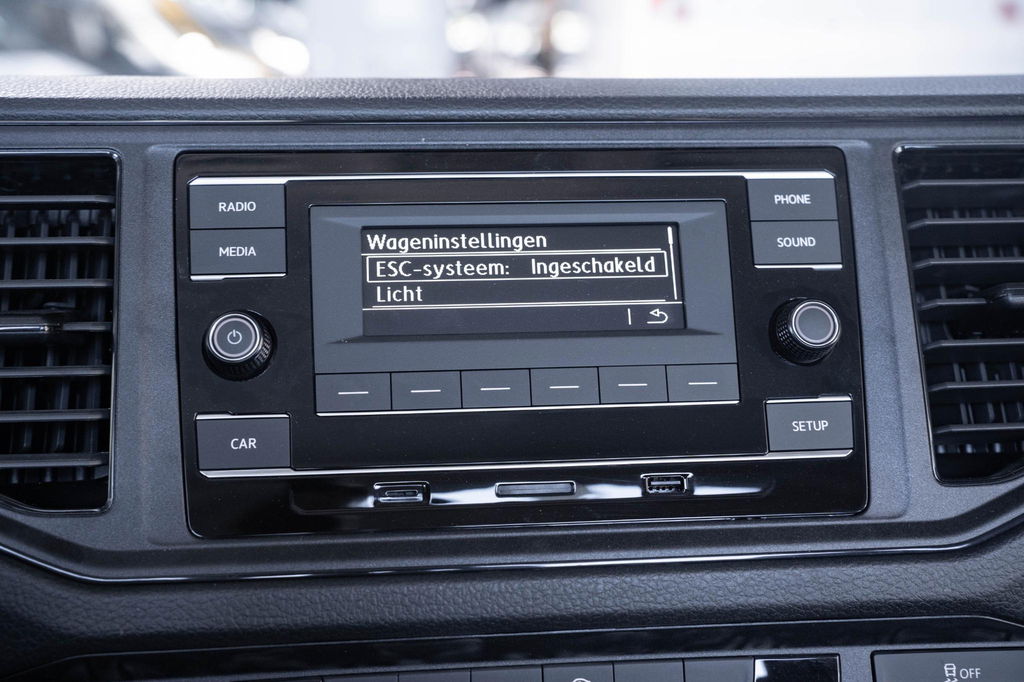 RADIO
MEDIA
PHONE
SOUND
Wageninstellingen
ESC-systeem: Ingeschakeld
Licht
CAR
SETUP
OFF